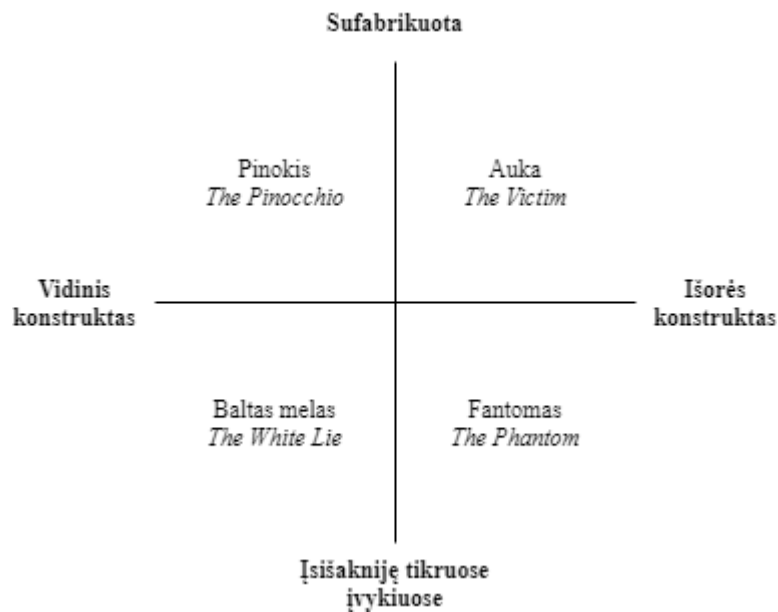 Sufabrikuota
Pinokis
The Pinocchio
Auka
The Victim
Vidinis
konstruktas
Išorės
konstruktas
Baltas melas
The White Lie
Fantomas
The Phantom
Įsišakniję tikruose
įvykiuose